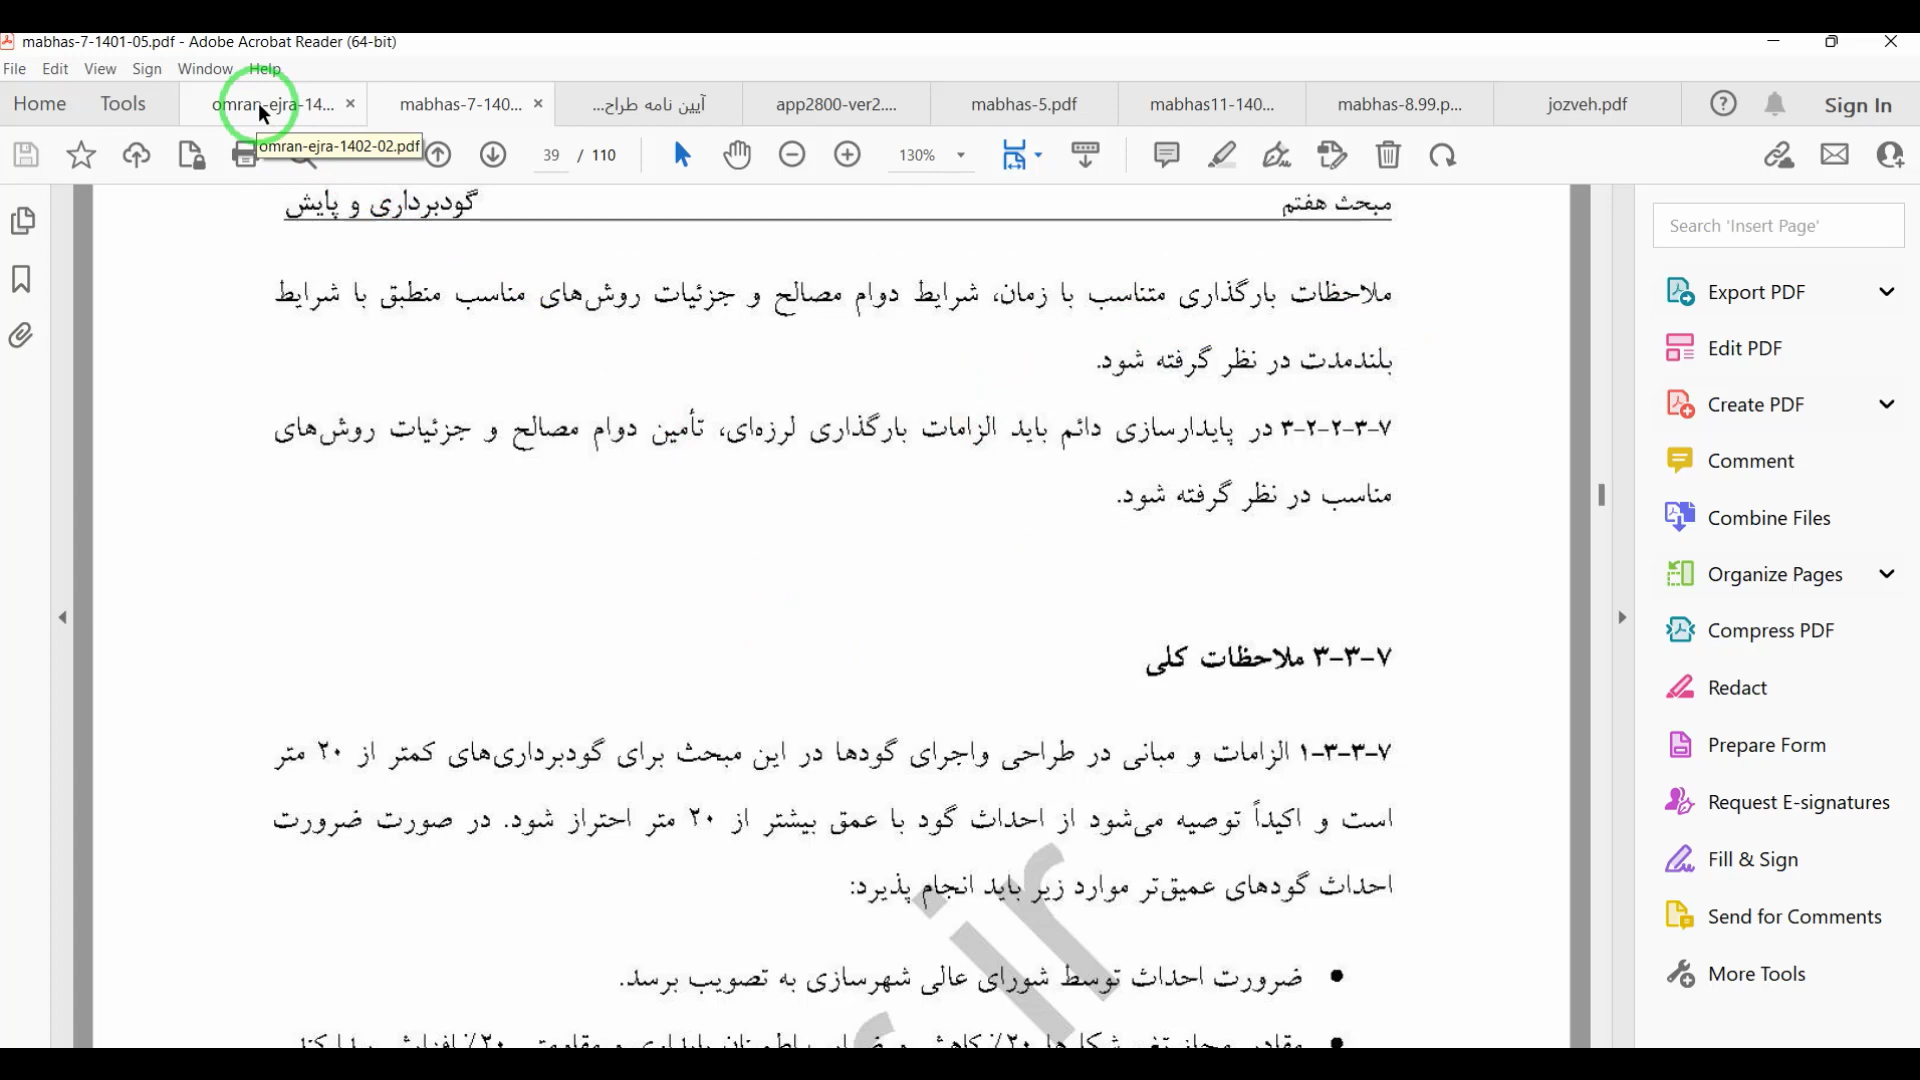 mabhas-7-1401-05.pdf - Adobe Acrobat Reader (64-bit)
File Edit View Sign Window Help
Home Tools omran-ejra-14... mabhas-7-140... آیین نامه طراح... app2800-ver2.... mabhas-5.pdf mabhas11-140... mabhas-8.99.p... jozveh.pdf Sign In
omran-ejra-1402-02.pdf
39 / 110 130%
مبحث هفتم گودبرداری و پایش
ملاحظات بارگذاری متناسب با زمان، شرایط دوام مصالح و جزئیات روش‌های مناسب منطبق با شرایط
بلندمدت در نظر گرفته شود.
۷-۳-۲-۲-۳ در پایدارسازی دائم باید الزامات بارگذاری لرزه‌ای، تأمین دوام مصالح و جزئیات روش‌های
مناسب در نظر گرفته شود.
۷-۳-۳ ملاحظات کلی
۷-۳-۳-۱ الزامات و مبانی در طراحی واجرای گودها در این مبحث برای گودبرداری‌های کمتر از ۲۰ متر
است و اکیداً توصیه می‌شود از احداث گود با عمق بیشتر از ۲۰ متر احتراز شود. در صورت ضرورت
احداث گودهای عمیق‌تر موارد زیر باید انجام پذیرد:
● ضرورت احداث توسط شورای عالی شهرسازی به تصویب برسد.
ir
Search 'Insert Page'
Export PDF
Edit PDF
Create PDF
Comment
Combine Files
Organize Pages
Compress PDF
Redact
Prepare Form
Request E-signatures
Fill & Sign
Send for Comments
More Tools